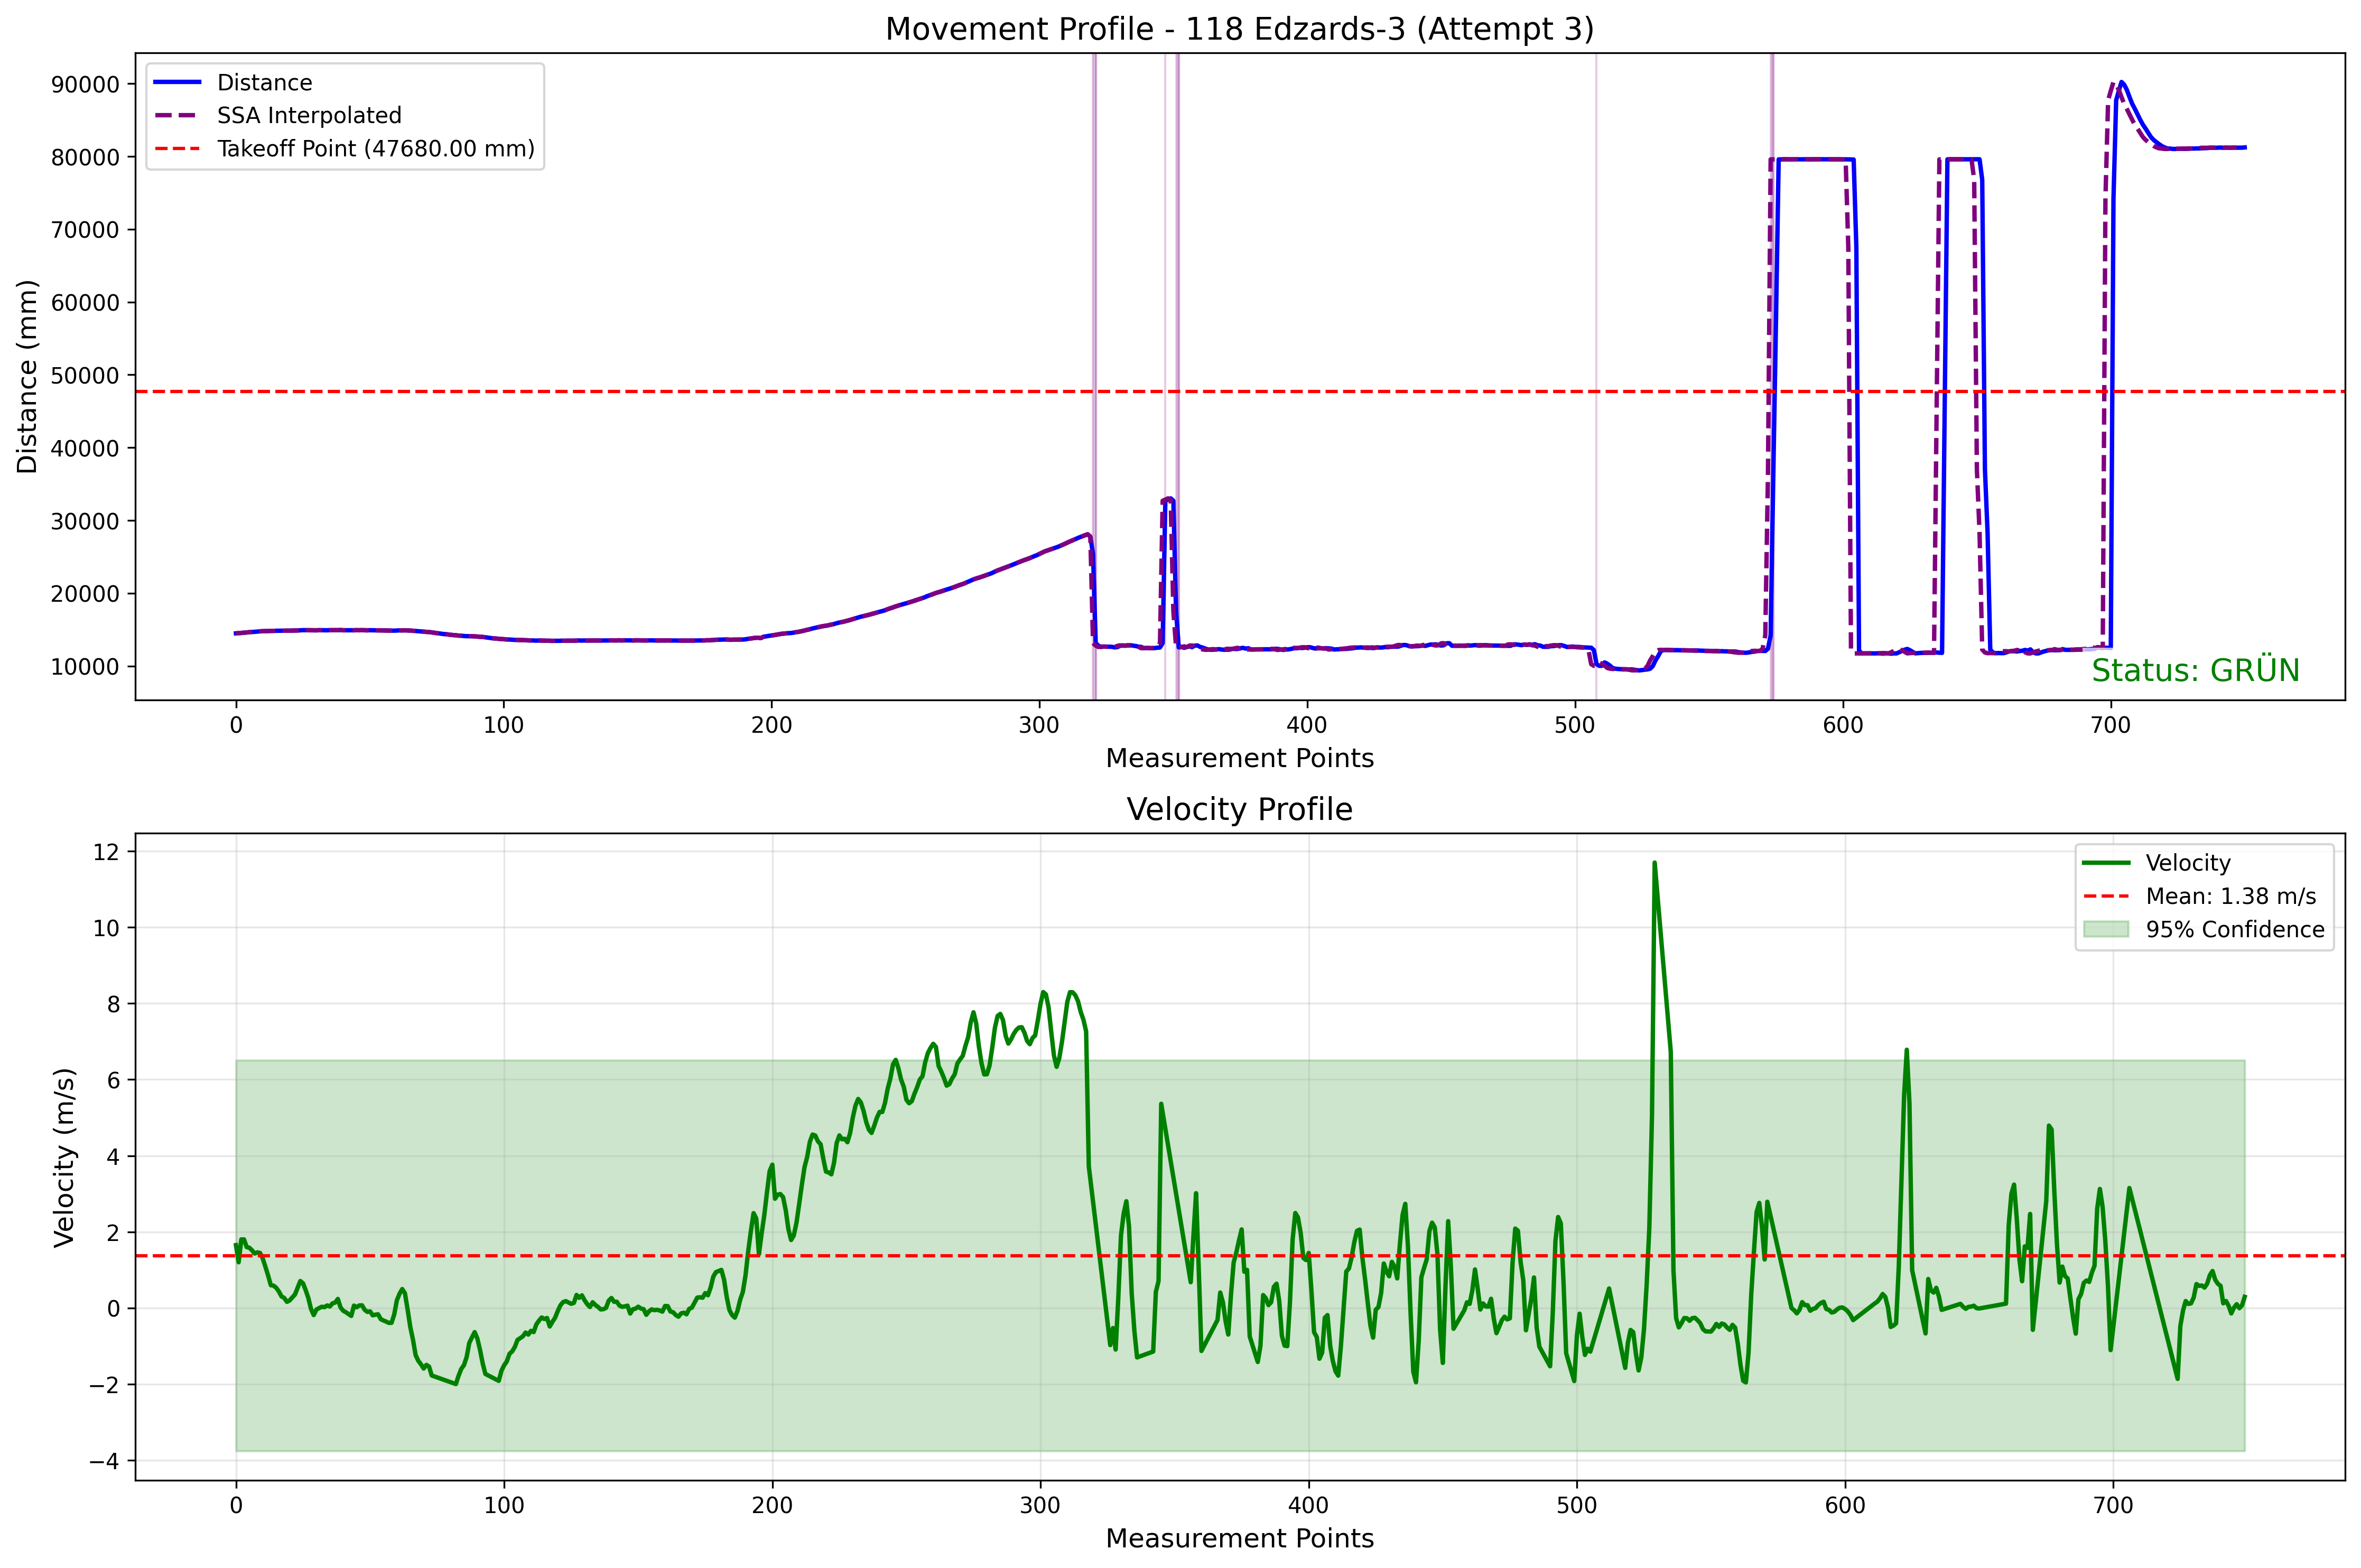 Movement Profile - 118 Edzards-3 (Attempt 3)
Distance
SSA Interpolated
Takeoff Point (47680.00 mm)
Distance (mm)
90000
80000
70000
60000
50000
40000
30000
20000
10000
Status: GRÜN
0 100 200 300 400 500 600 700
Measurement Points
Velocity Profile
Velocity
Mean: 1.38 m/s
95% Confidence
Velocity (m/s)
12
10
8
6
4
2
0
−2
−4
0 100 200 300 400 500 600 700
Measurement Points